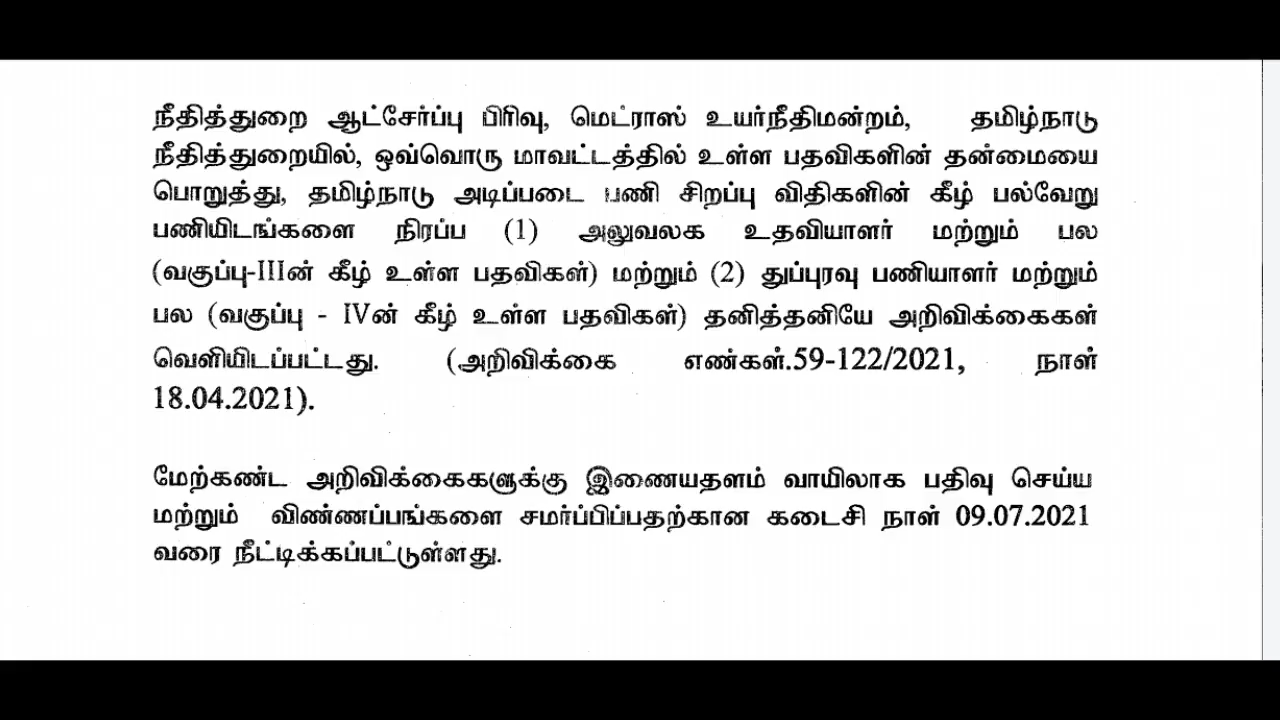 நீதித்துறை ஆட்சேர்ப்பு பிரிவு, மெட்ராஸ் உயர்நீதிமன்றம், தமிழ்நாடு
நீதித்துறையில், ஒவ்வொரு மாவட்டத்தில் உள்ள பதவிகளின் தன்மையை
பொறுத்து, தமிழ்நாடு அடிப்படை பணி சிறப்பு விதிகளின் கீழ் பல்வேறு
பணியிடங்களை நிரப்ப (1) அலுவலக உதவியாளர் மற்றும் பல
(வகுப்பு-IIIன் கீழ் உள்ள பதவிகள்) மற்றும் (2) துப்புரவு பணியாளர் மற்றும்
பல (வகுப்பு - IVன் கீழ் உள்ள பதவிகள்) தனித்தனியே அறிவிக்கைகள்
வெளியிடப்பட்டது. (அறிவிக்கை எண்கள்.59-122/2021, நாள்
18.04.2021).
மேற்கண்ட அறிவிக்கைகளுக்கு இணையதளம் வாயிலாக பதிவு செய்ய
மற்றும் விண்ணப்பங்களை சமர்ப்பிப்பதற்கான கடைசி நாள் 09.07.2021
வரை நீட்டிக்கப்பட்டுள்ளது.